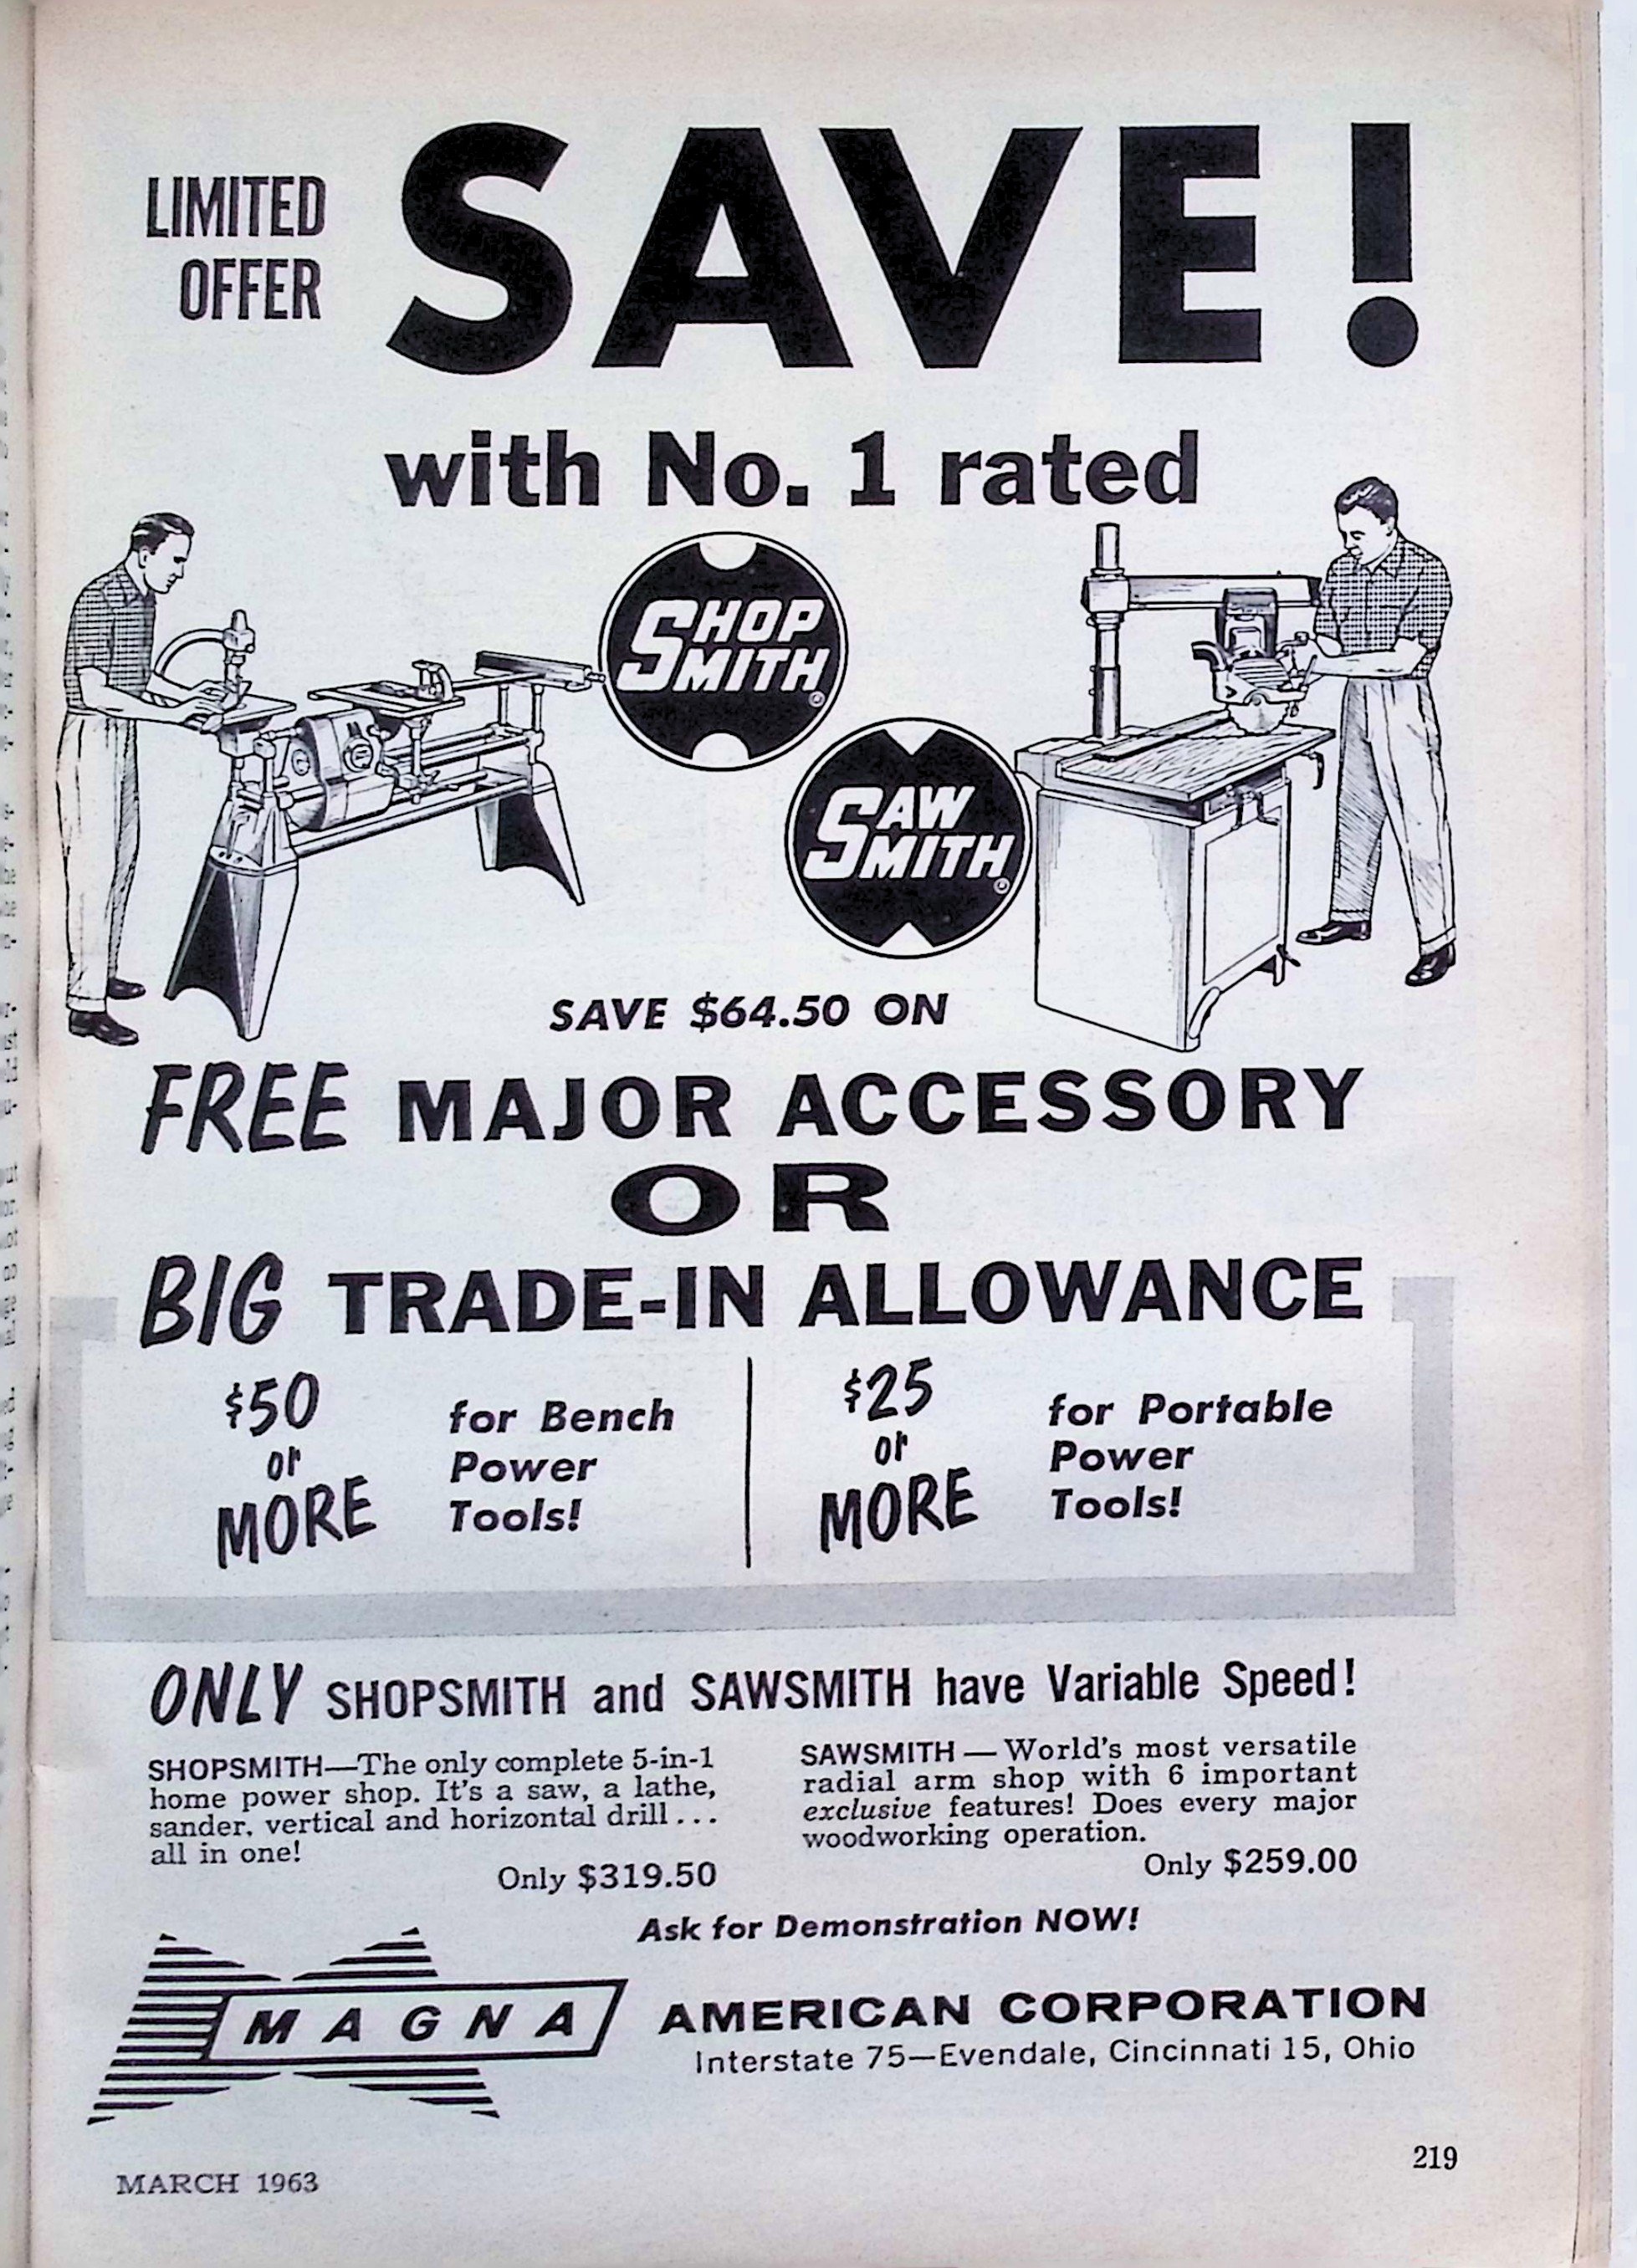 LIMITED
OFFER
SAVE!
with No. 1 rated
SHOP
SMITH®
SAW
SMITH®
SAVE $64.50 ON
FREE MAJOR ACCESSORY
OR
BIG TRADE-IN ALLOWANCE
$50
or
MORE
for Bench
Power
Tools!
$25
or
MORE
for Portable
Power
Tools!
ONLY SHOPSMITH and SAWSMITH have Variable Speed!
SHOPSMITH—The only complete 5-in-1
home power shop. It's a saw, a lathe,
sander, vertical and horizontal drill...
all in one!
Only $319.50
SAWSMITH — World's most versatile
radial arm shop with 6 important
exclusive features! Does every major
woodworking operation.
Only $259.00
Ask for Demonstration NOW!
MAGNA
AMERICAN CORPORATION
Interstate 75—Evendale, Cincinnati 15, Ohio
MARCH 1963
219